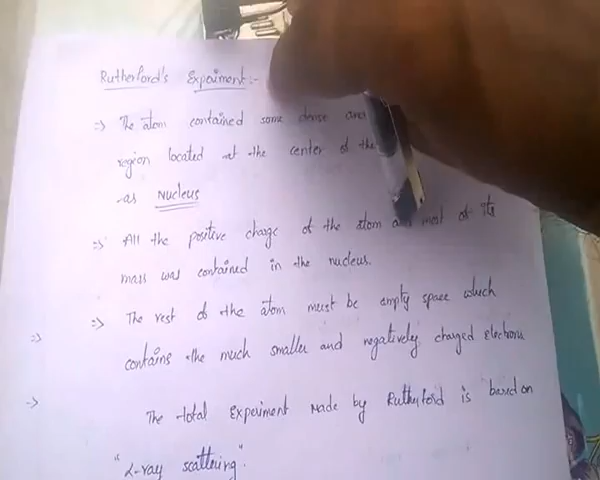 Rutherford's Expeiment:-
=> The atom contained some dense
region located at the center of the
as Nucleus
=> All the positive charge of the atom and most of its
mass was contained in the nucleus.
=> The rest of the atom must be empty space which
=> contains the much smaller and negatively charged electrons
=> The total Expeiment made by Rutherford is based on
"α-ray scattering".